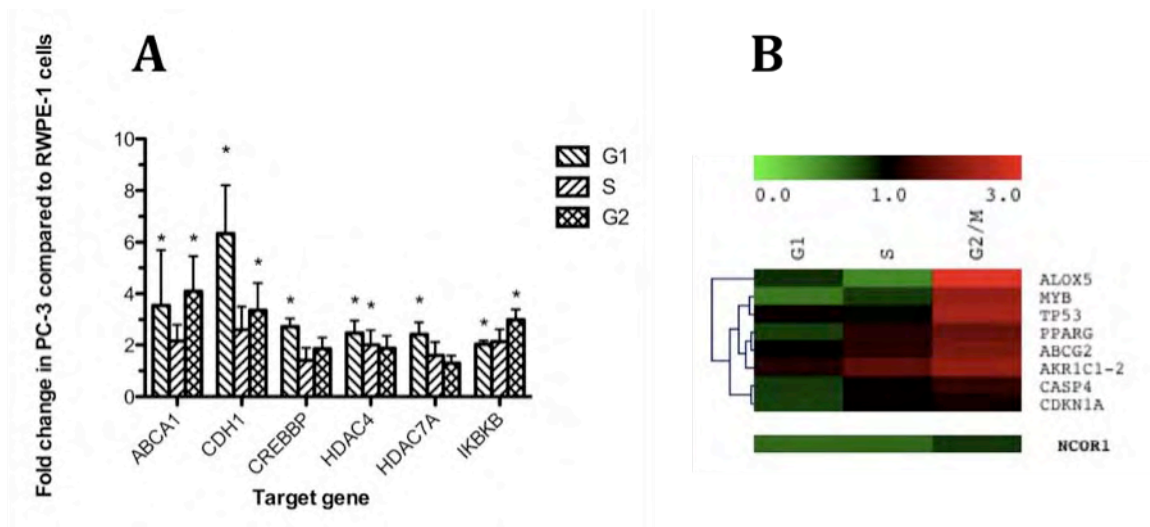 A
Fold change in PC-3 compared to RWPE-1 cells
10
8
6
4
2
0
*
*
*
*
*
*
*
*
*
*
G1
S
G2
ABCA1
CDH1
CREBBP
HDAC4
HDAC7A
IKBKB
Target gene
B
0.0 1.0 3.0
G1 S G2/M
ALOX5
MYB
TP53
PPARG
ABCG2
AKR1C1-2
CASP4
CDKN1A
NCOR1